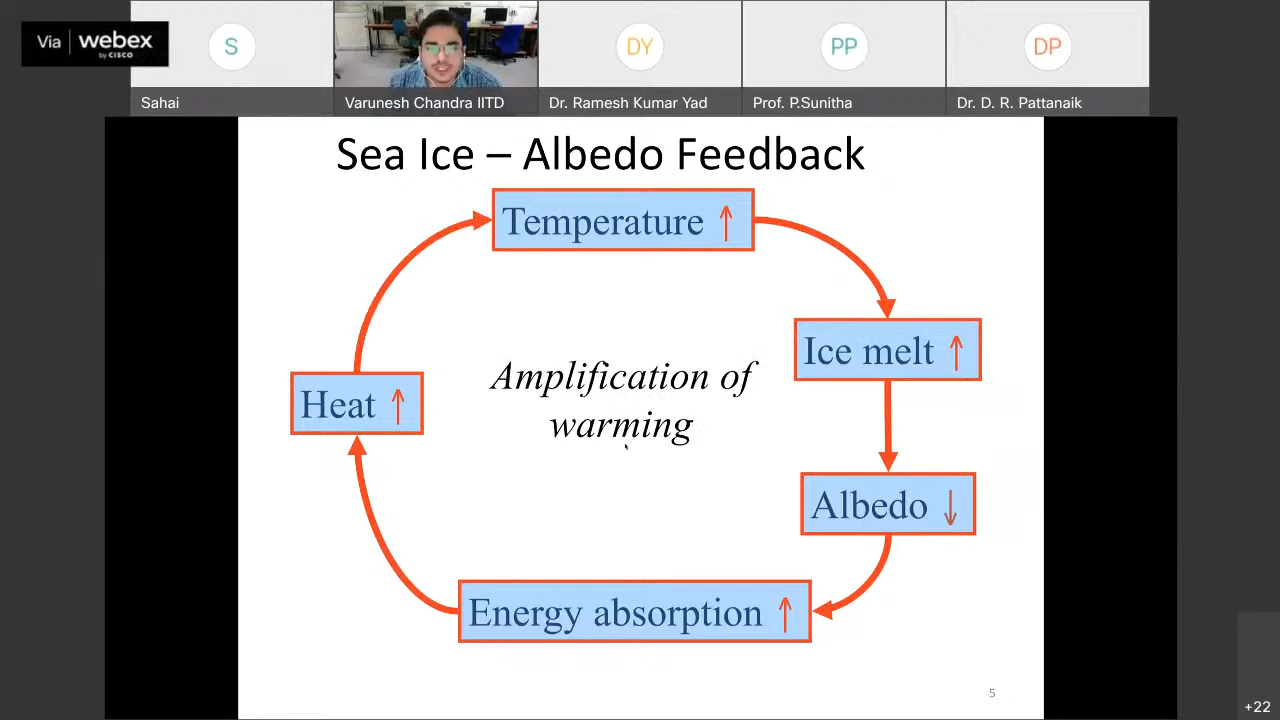 Via webex
by CISCO
S
DY
PP
DP
Sahai
Varunesh Chandra IITD
Dr. Ramesh Kumar Yad
Prof. P.Sunitha
Dr. D. R. Pattanaik
Sea Ice – Albedo Feedback
Temperature ↑
Ice melt ↑
Amplification of
warming
Heat ↑
Albedo ↓
Energy absorption ↑
5
+22